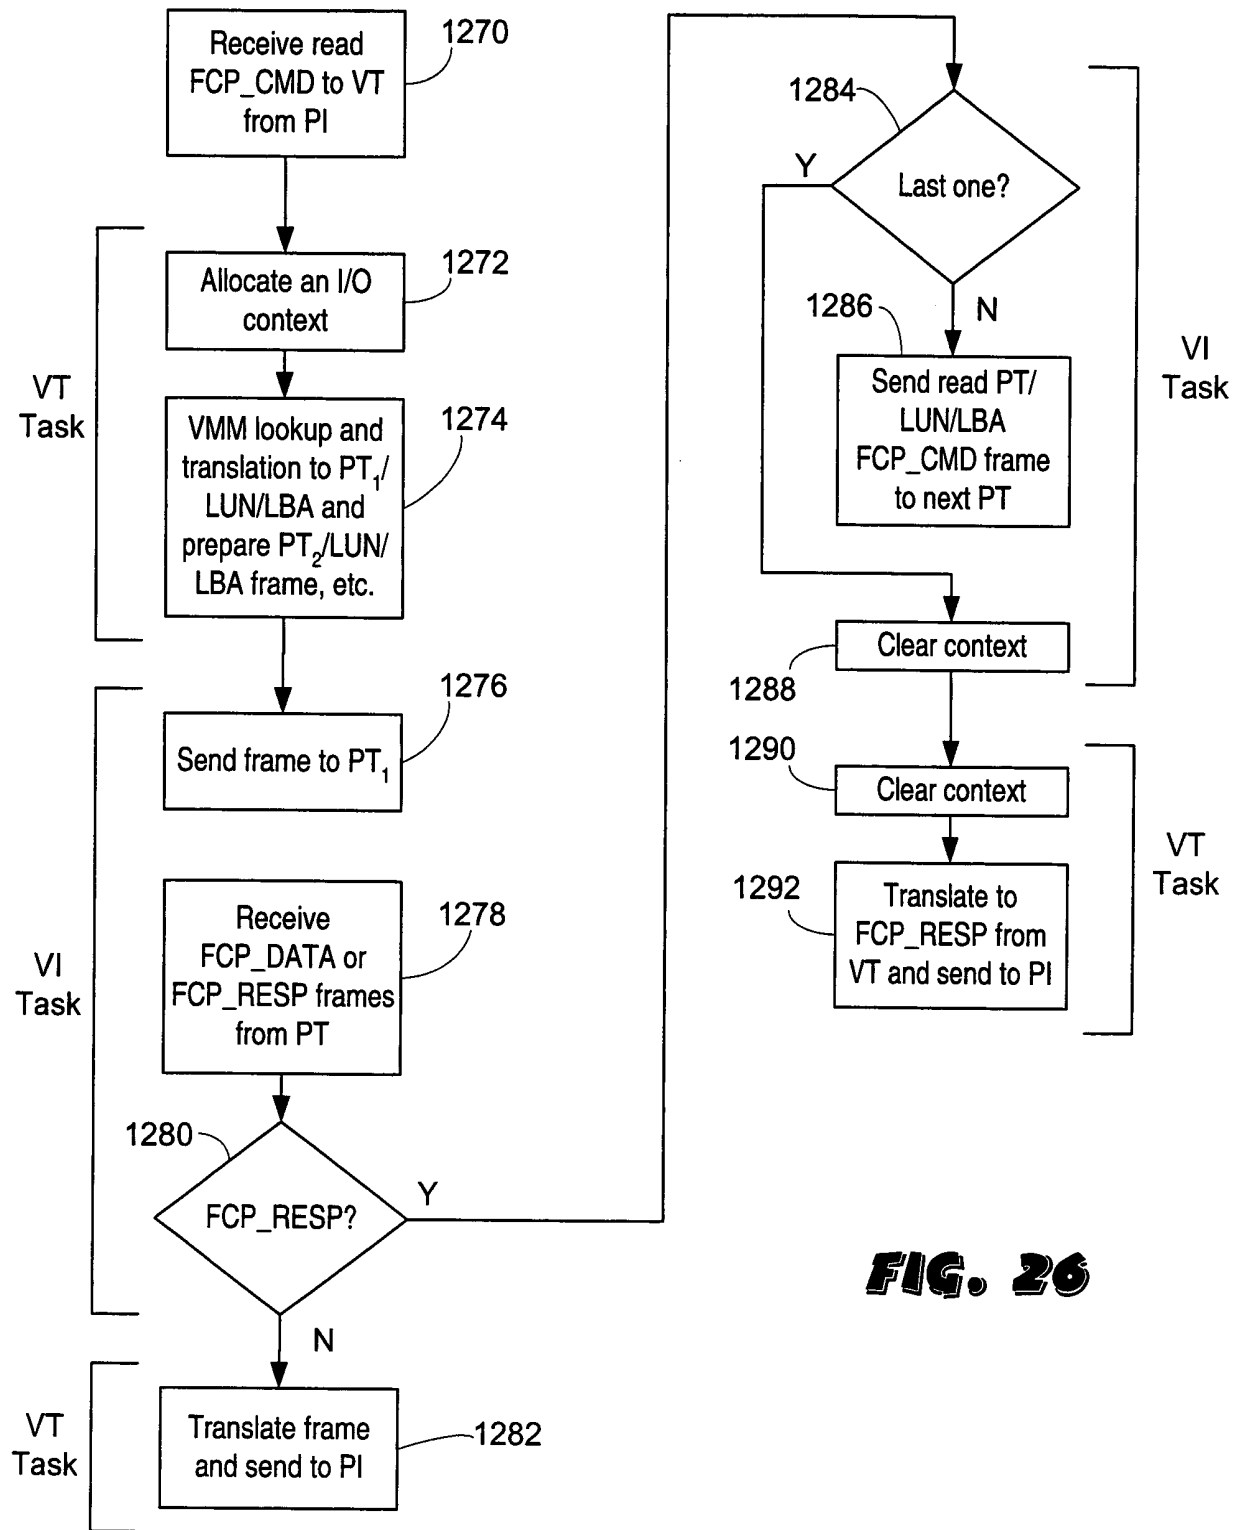 Receive read
FCP_CMD to VT
from PI
1270
Allocate an I/O
context
1272
VT
Task
VMM lookup and
translation to PT1/
LUN/LBA and
prepare PT2/LUN/
LBA frame, etc.
1274
Send frame to PT1
1276
VI
Task
Receive
FCP_DATA or
FCP_RESP frames
from PT
1278
1280
FCP_RESP?
Y
N
VT
Task
Translate frame
and send to PI
1282
1284
Last one?
Y
N
1286
Send read PT/
LUN/LBA
FCP_CMD frame
to next PT
VI
Task
Clear context
1288
1290
Clear context
VT
Task
1292
Translate to
FCP_RESP from
VT and send to PI
FIG. 26